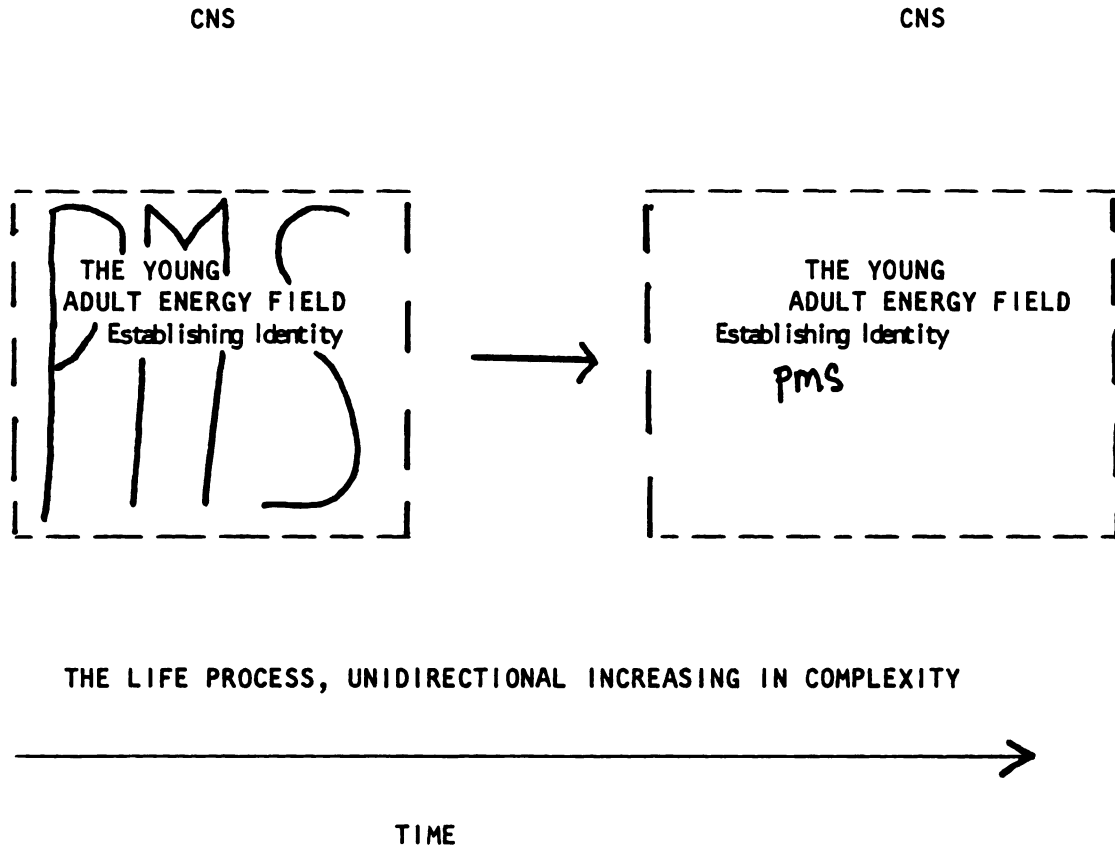 CNS
CNS
PMS
THE YOUNG
ADULT ENERGY FIELD
Establishing Identity
THE YOUNG
ADULT ENERGY FIELD
Establishing Identity
pms
THE LIFE PROCESS, UNIDIRECTIONAL INCREASING IN COMPLEXITY
TIME